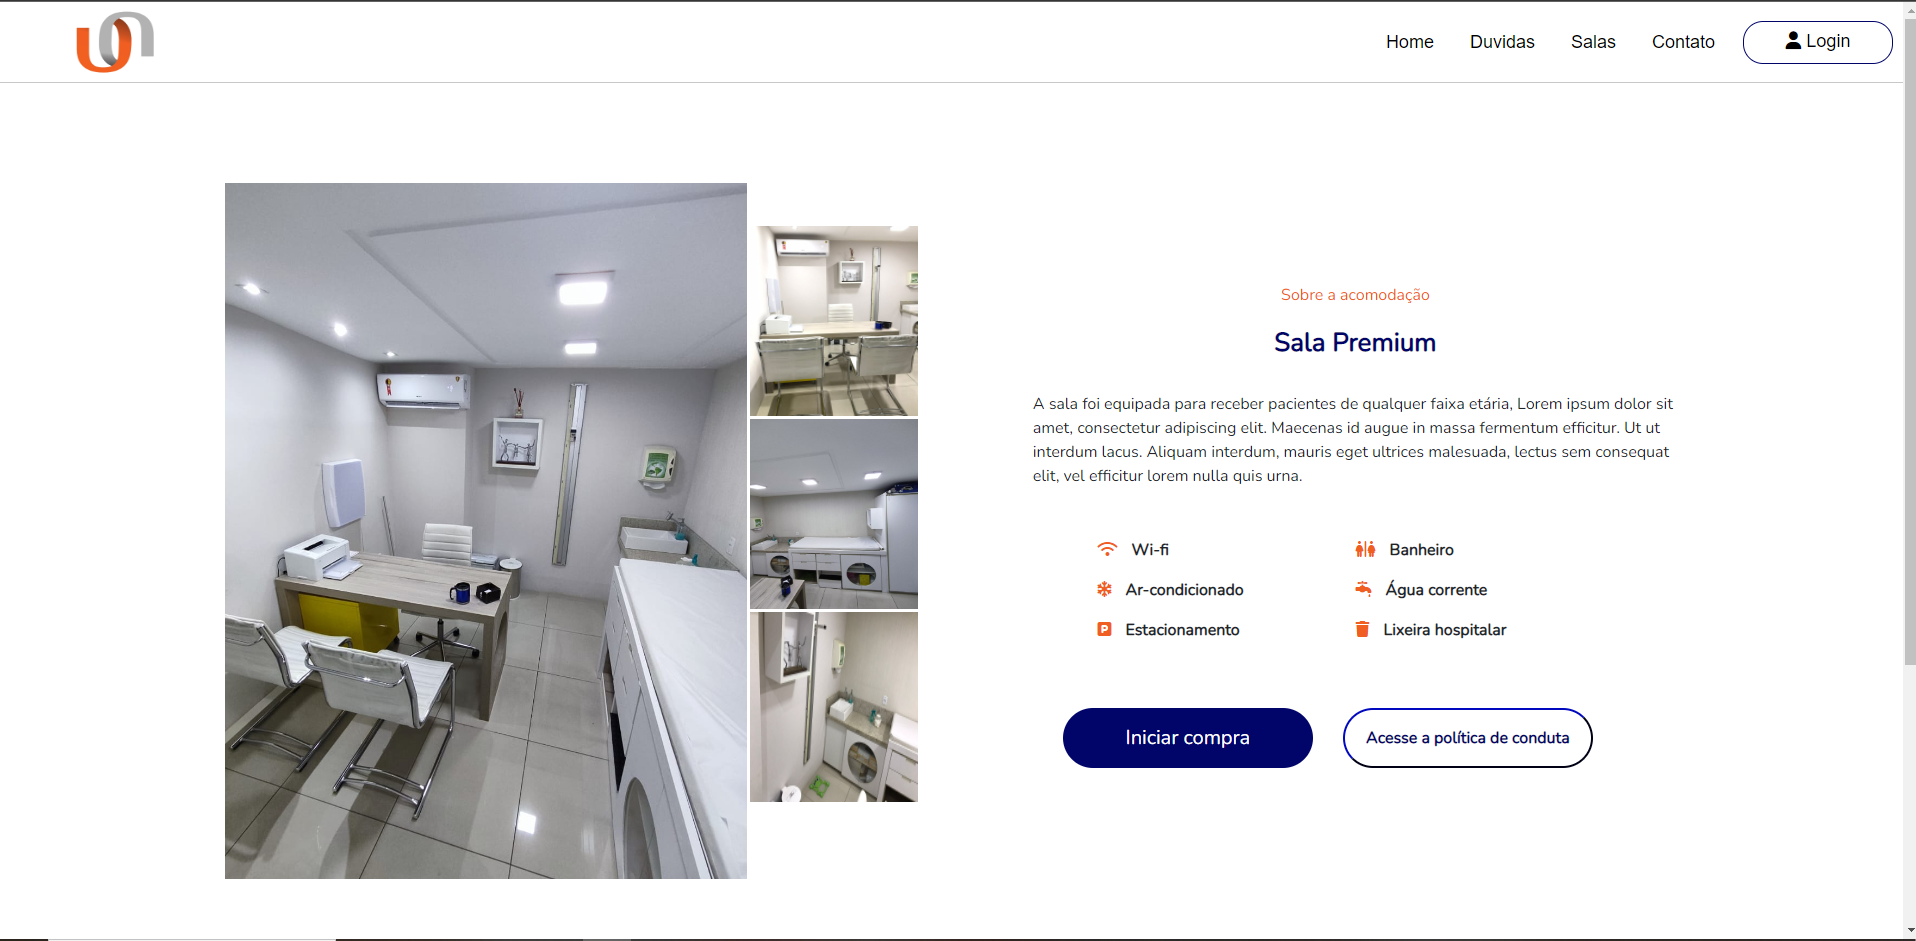 Home Duvidas Salas Contato Login
Sobre a acomodação
Sala Premium
A sala foi equipada para receber pacientes de qualquer faixa etária, Lorem ipsum dolor sit
amet, consectetur adipiscing elit. Maecenas id augue in massa fermentum efficitur. Ut ut
interdum lacus. Aliquam interdum, mauris eget ultrices malesuada, lectus sem consequat
elit, vel efficitur lorem nulla quis urna.
Wi-fi Banheiro
Ar-condicionado Água corrente
Estacionamento Lixeira hospitalar
Iniciar compra Acesse a política de conduta